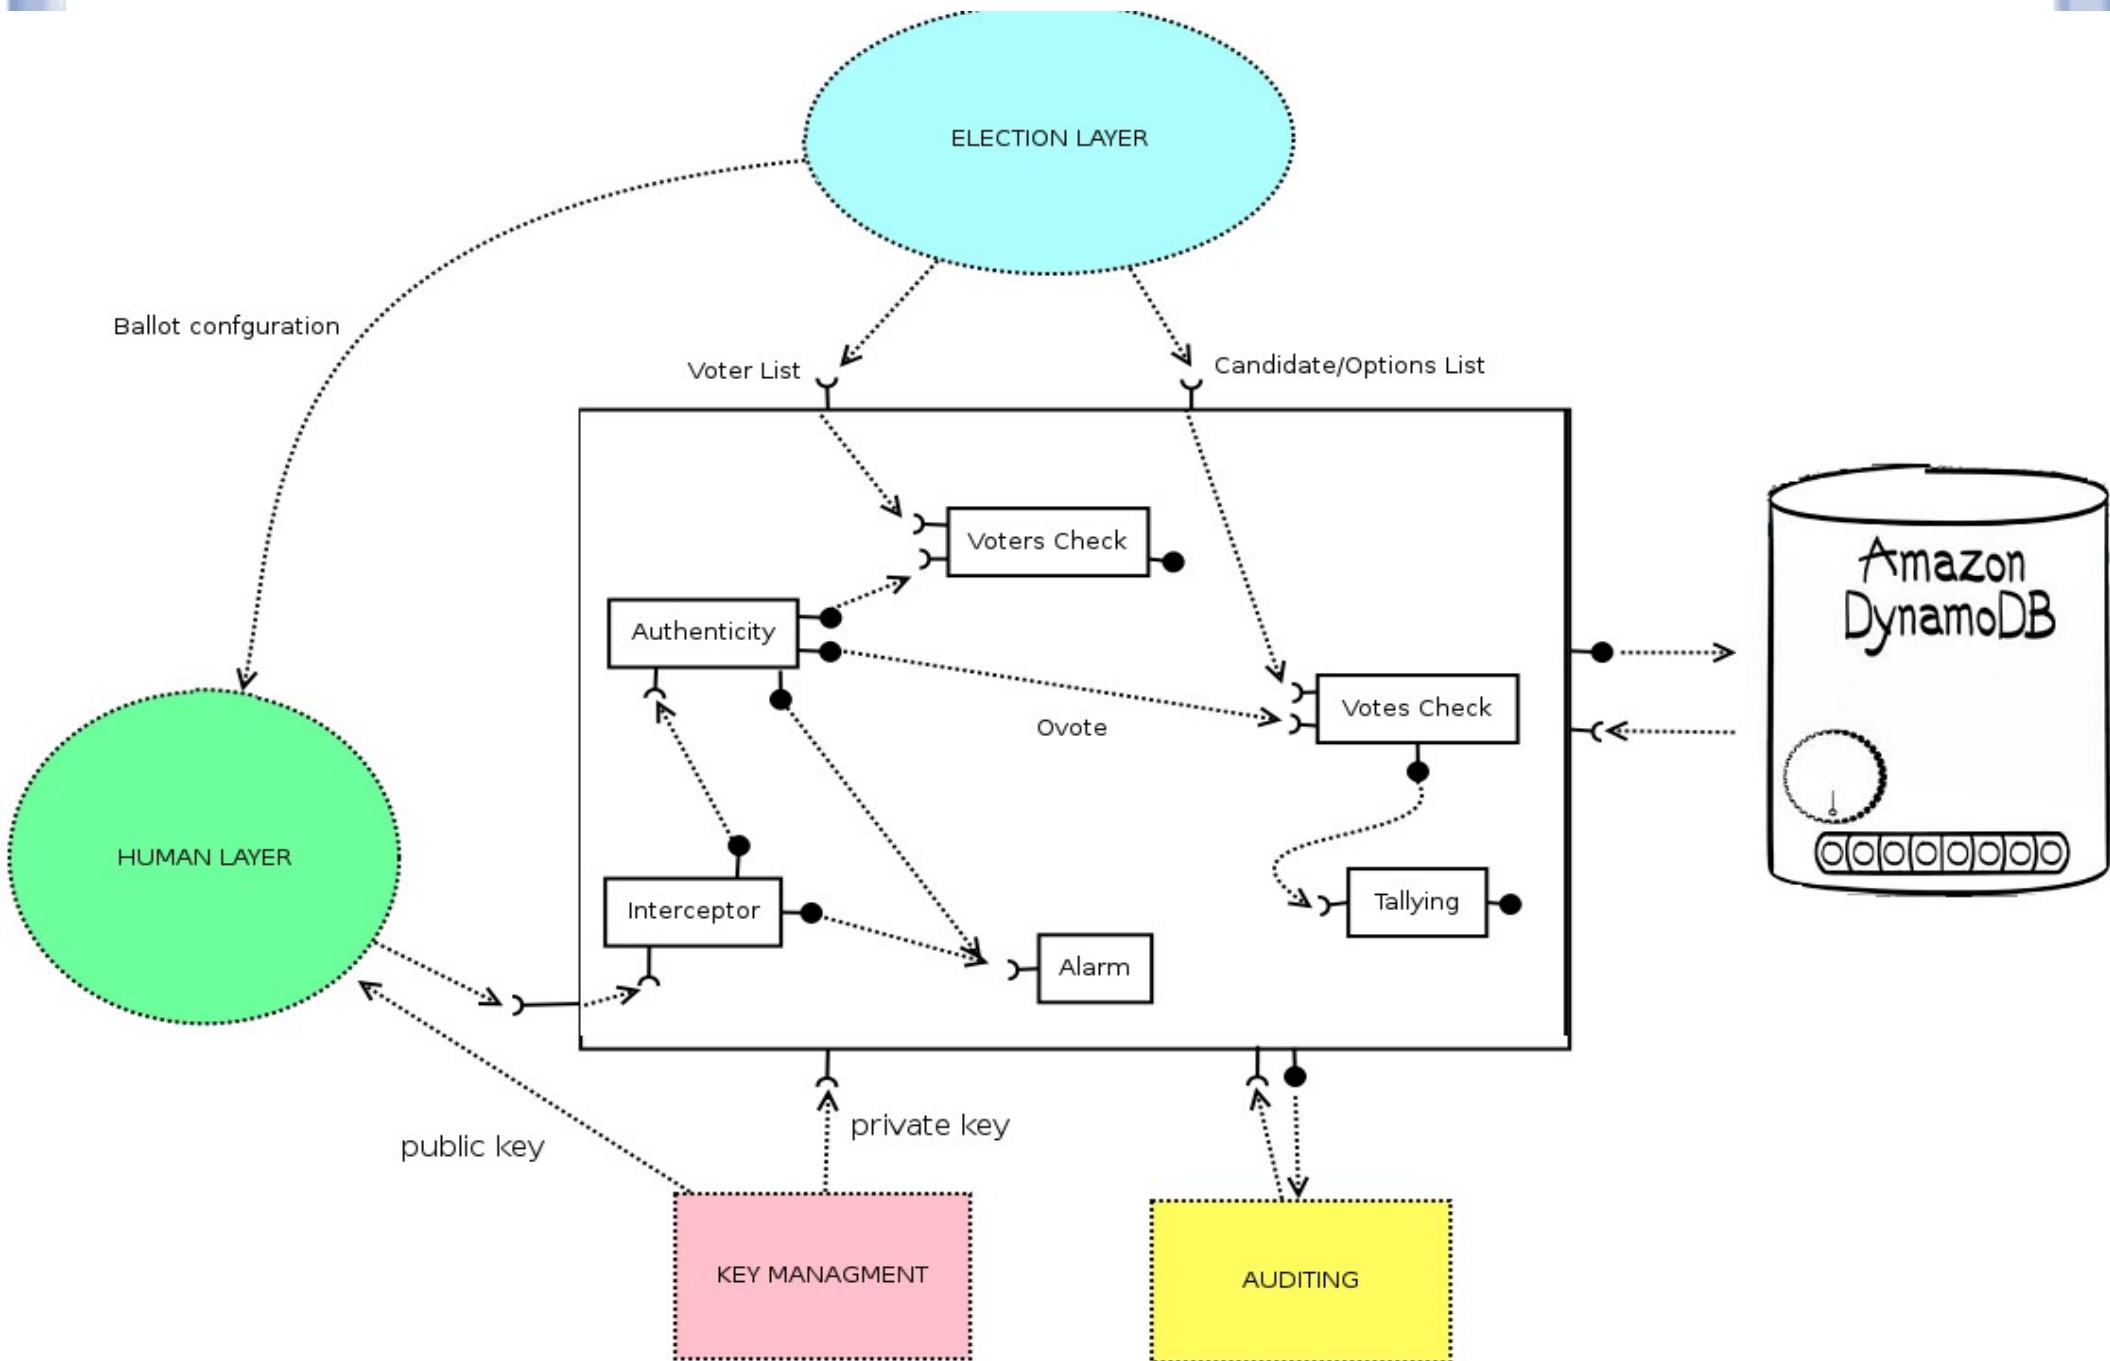 ELECTION LAYER
Ballot confguration
Voter List
Candidate/Options List
Voters Check
Amazon
DynamoDB
Authenticity
Votes Check
Ovote
HUMAN LAYER
Interceptor
Tallying
Alarm
private key
public key
KEY MANAGMENT
AUDITING